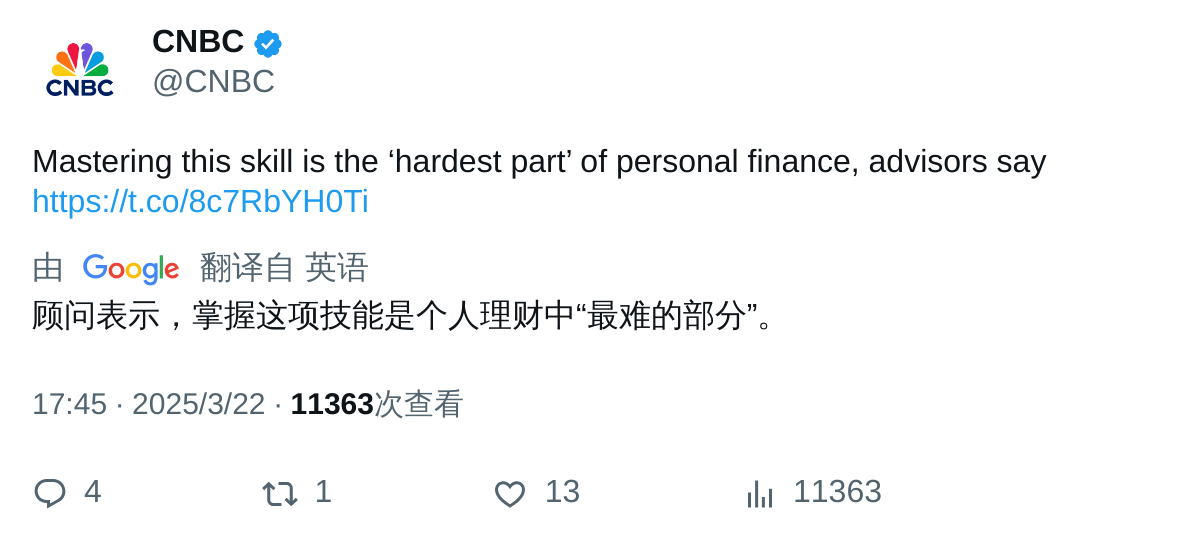 CNBC
@CNBC
CNBC
Mastering this skill is the ‘hardest part’ of personal finance, advisors say
https://t.co/8c7RbYH0Ti
由 Google 翻译自 英语
顾问表示，掌握这项技能是个人理财中“最难的部分”。
17:45 · 2025/3/22 · 11363次查看
4 1 13 11363